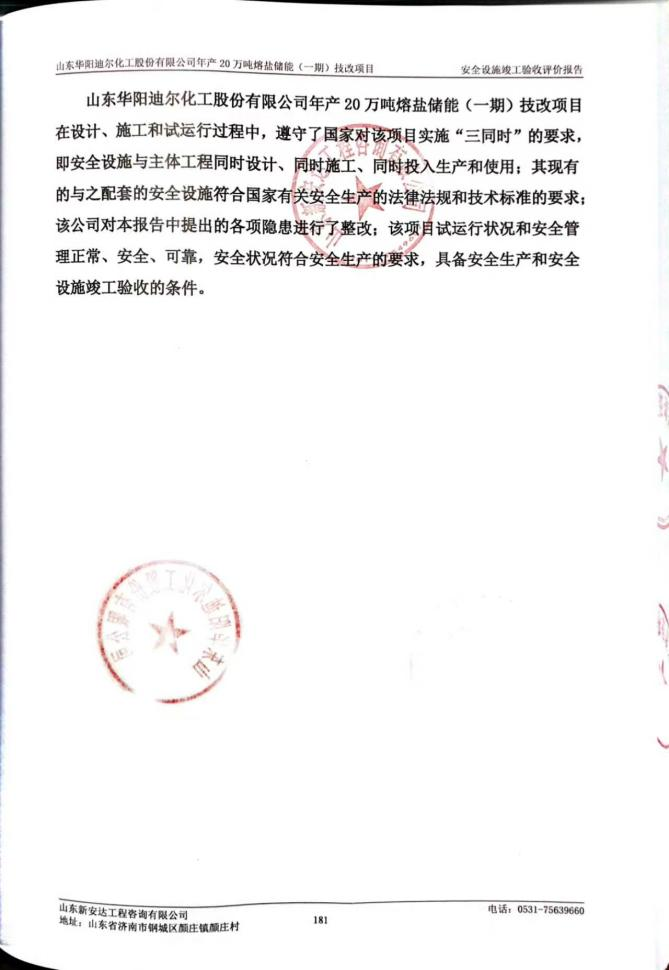 山东华阳迪尔化工股份有限公司年产 20 万吨熔盐储能（一期）技改项目 安全设施竣工验收评价报告
山东华阳迪尔化工股份有限公司年产 20 万吨熔盐储能（一期）技改项目
在设计、施工和试运行过程中，遵守了国家对该项目实施“三同时”的要求，
即安全设施与主体工程同时设计、同时施工、同时投入生产和使用；其现有
的与之配套的安全设施符合国家有关安全生产的法律法规和技术标准的要求；
该公司对本报告中提出的各项隐患进行了整改；该项目试运行状况和安全管
理正常、安全、可靠，安全状况符合安全生产的要求，具备安全生产和安全
设施竣工验收的条件。
山东新安达工程咨询有限公司
地址：山东省济南市钢城区颜庄镇颜庄村
181
电话：0531-75639660